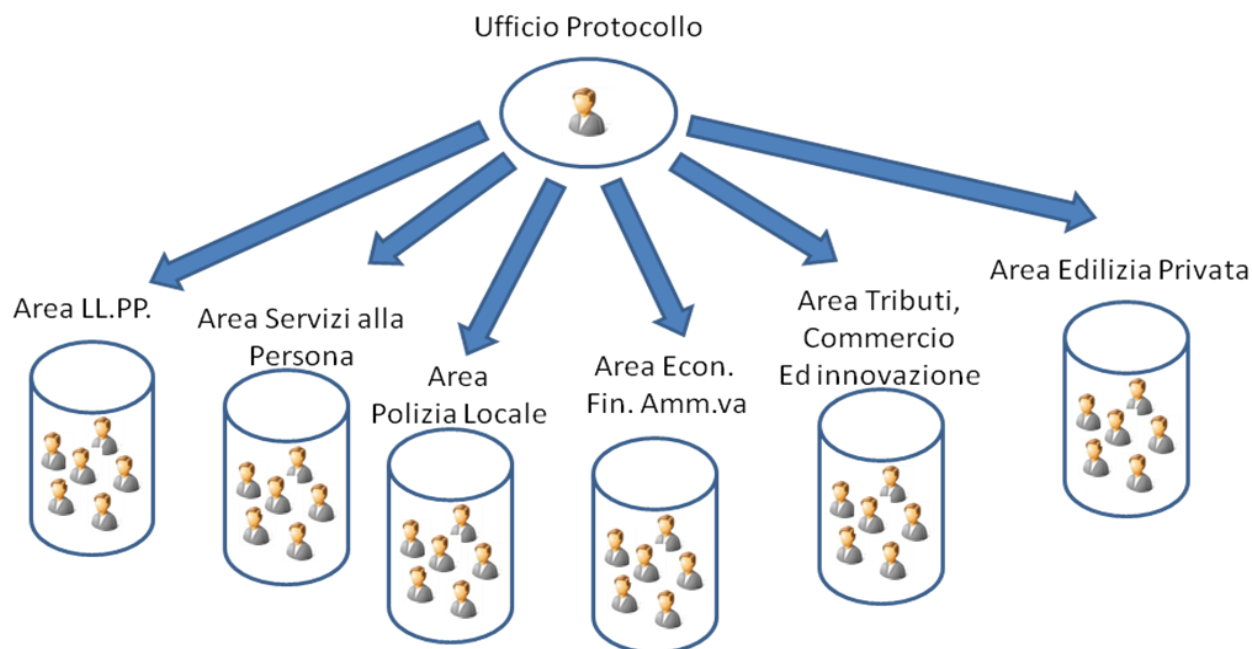 Ufficio Protocollo
Area LL.PP.
Area Servizi alla
Persona
Area
Polizia Locale
Area Econ.
Fin. Amm.va
Area Tributi,
Commercio
Ed innovazione
Area Edilizia Privata